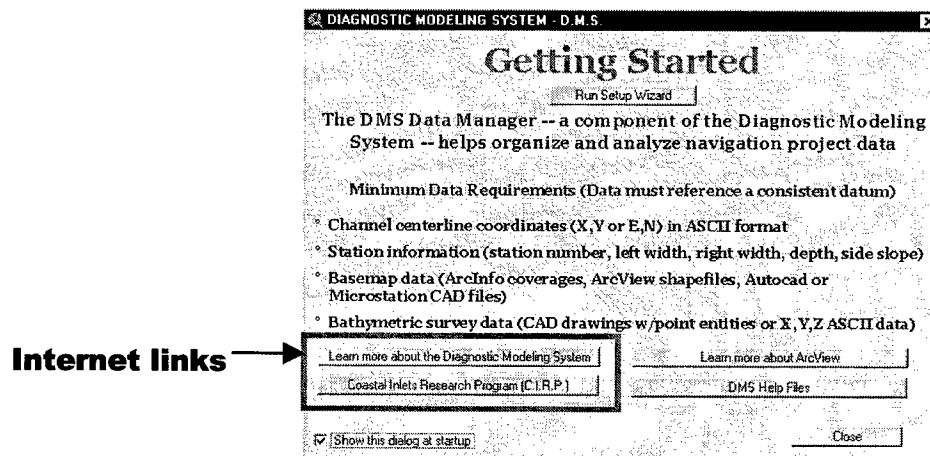 DIAGNOSTIC MODELING SYSTEM - D.M.S.
Getting Started
Run Setup Wizard
The DMS Data Manager -- a component of the Diagnostic Modeling
System -- helps organize and analyze navigation project data
Minimum Data Requirements (Data must reference a consistent datum)
° Channel centerline coordinates (X,Y or E,N) in ASCII format
° Station information (station number, left width, right width, depth, side slope)
° Basemap data (ArcInfo coverages, ArcView shapefiles, Autocad or
Microstation CAD files)
° Bathymetric survey data (CAD drawings w/point entities or X,Y,Z ASCII data)
Internet links
Learn more about the Diagnostic Modeling System
Learn more about ArcView
Coastal Inlets Research Program (C.I.R.P.)
DMS Help Files
Show this dialog at startup
Close